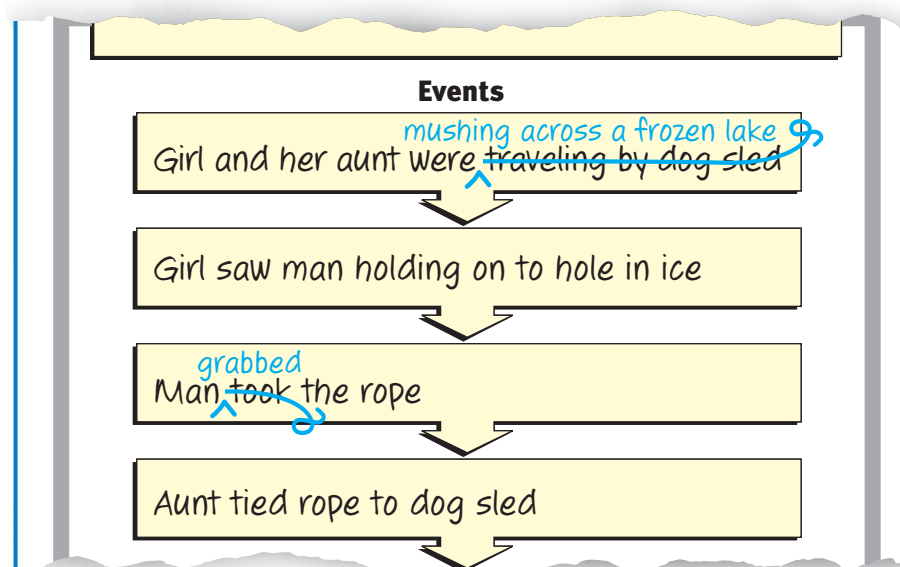 Events
mushing across a frozen lake
Girl and her aunt were traveling by dog sled
Girl saw man holding on to hole in ice
grabbed
Man took the rope
Aunt tied rope to dog sled